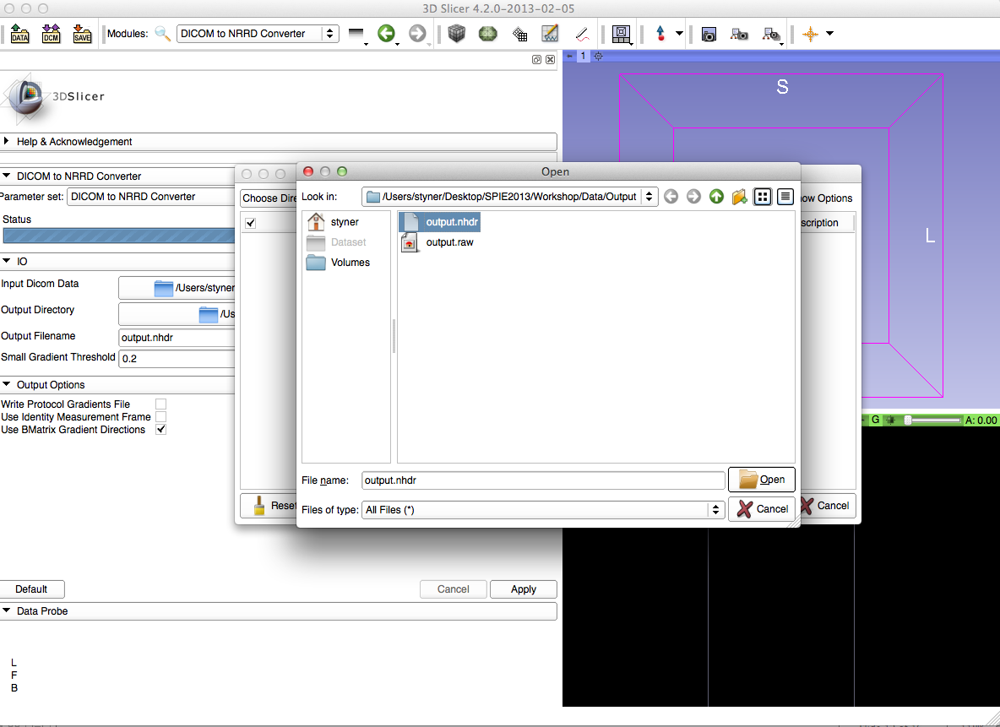 3D Slicer 4.2.0-2013-02-05
DATA
DCM
SAVE
Modules:
DICOM to NRRD Converter
1
3DSlicer
S
L
Help & Acknowledgement
DICOM to NRRD Converter
Parameter set: DICOM to NRRD Converter
Status
IO
Input Dicom Data
/Users/styner
Output Directory
/Us
Output Filename
output.nhdr
Small Gradient Threshold
0.2
Output Options
Write Protocol Gradients File
Use Identity Measurement Frame
Use BMatrix Gradient Directions
Choose Dire
ow Options
scription
Reset
Cancel
Open
Look in:
/Users/styner/Desktop/SPIE2013/Workshop/Data/Output
styner
Dataset
Volumes
output.nhdr
output.raw
File name:
output.nhdr
Open
Files of type:
All Files (*)
Cancel
G
A: 0.00
Default
Cancel
Apply
Data Probe
L
F
B